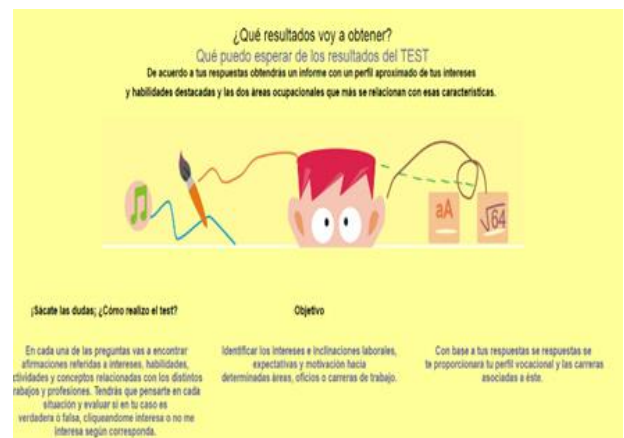 ¿Qué resultados voy a obtener?
Qué puedo esperar de los resultados del TEST
De acuerdo a tus respuestas obtendrás un informe con un perfil aproximado de tus intereses
y habilidades destacadas y las dos áreas ocupacionales que más se relacionan con esas características.
aA
√64
¡Sácate las dudas; ¿Cómo realizo el test?
En cada una de las preguntas vas a encontrar
afirmaciones referidas a intereses, habilidades,
ctividades y conceptos relacionadas con los distintos
rabajos y profesiones. Tendrás que pensarte en cada
situación y evaluar si en tu caso es
verdadera o falsa, cliqueandome interesa o no me
interesa según corresponda.
Objetivo
Identificar los intereses e inclinaciones laborales,
expectativas y motivación hacia
determinadas áreas, oficios o carreras de trabajo.
Con base a tus respuestas se respuestas se
te proporcionará tu perfil vocacional y las carreras
asociadas a éste.